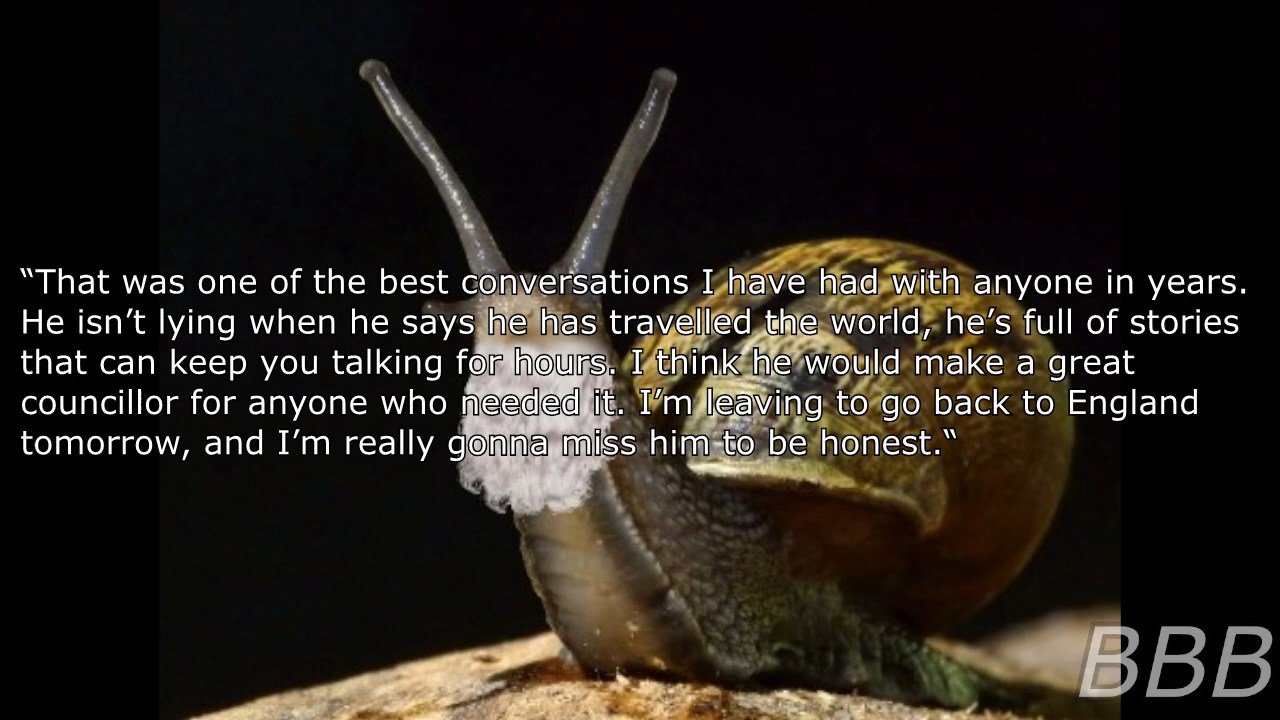 “That was one of the best conversations I have had with anyone in years.
He isn’t lying when he says he has travelled the world, he’s full of stories
that can keep you talking for hours. I think he would make a great
councillor for anyone who needed it. I’m leaving to go back to England
tomorrow, and I’m really gonna miss him to be honest.“
BBB